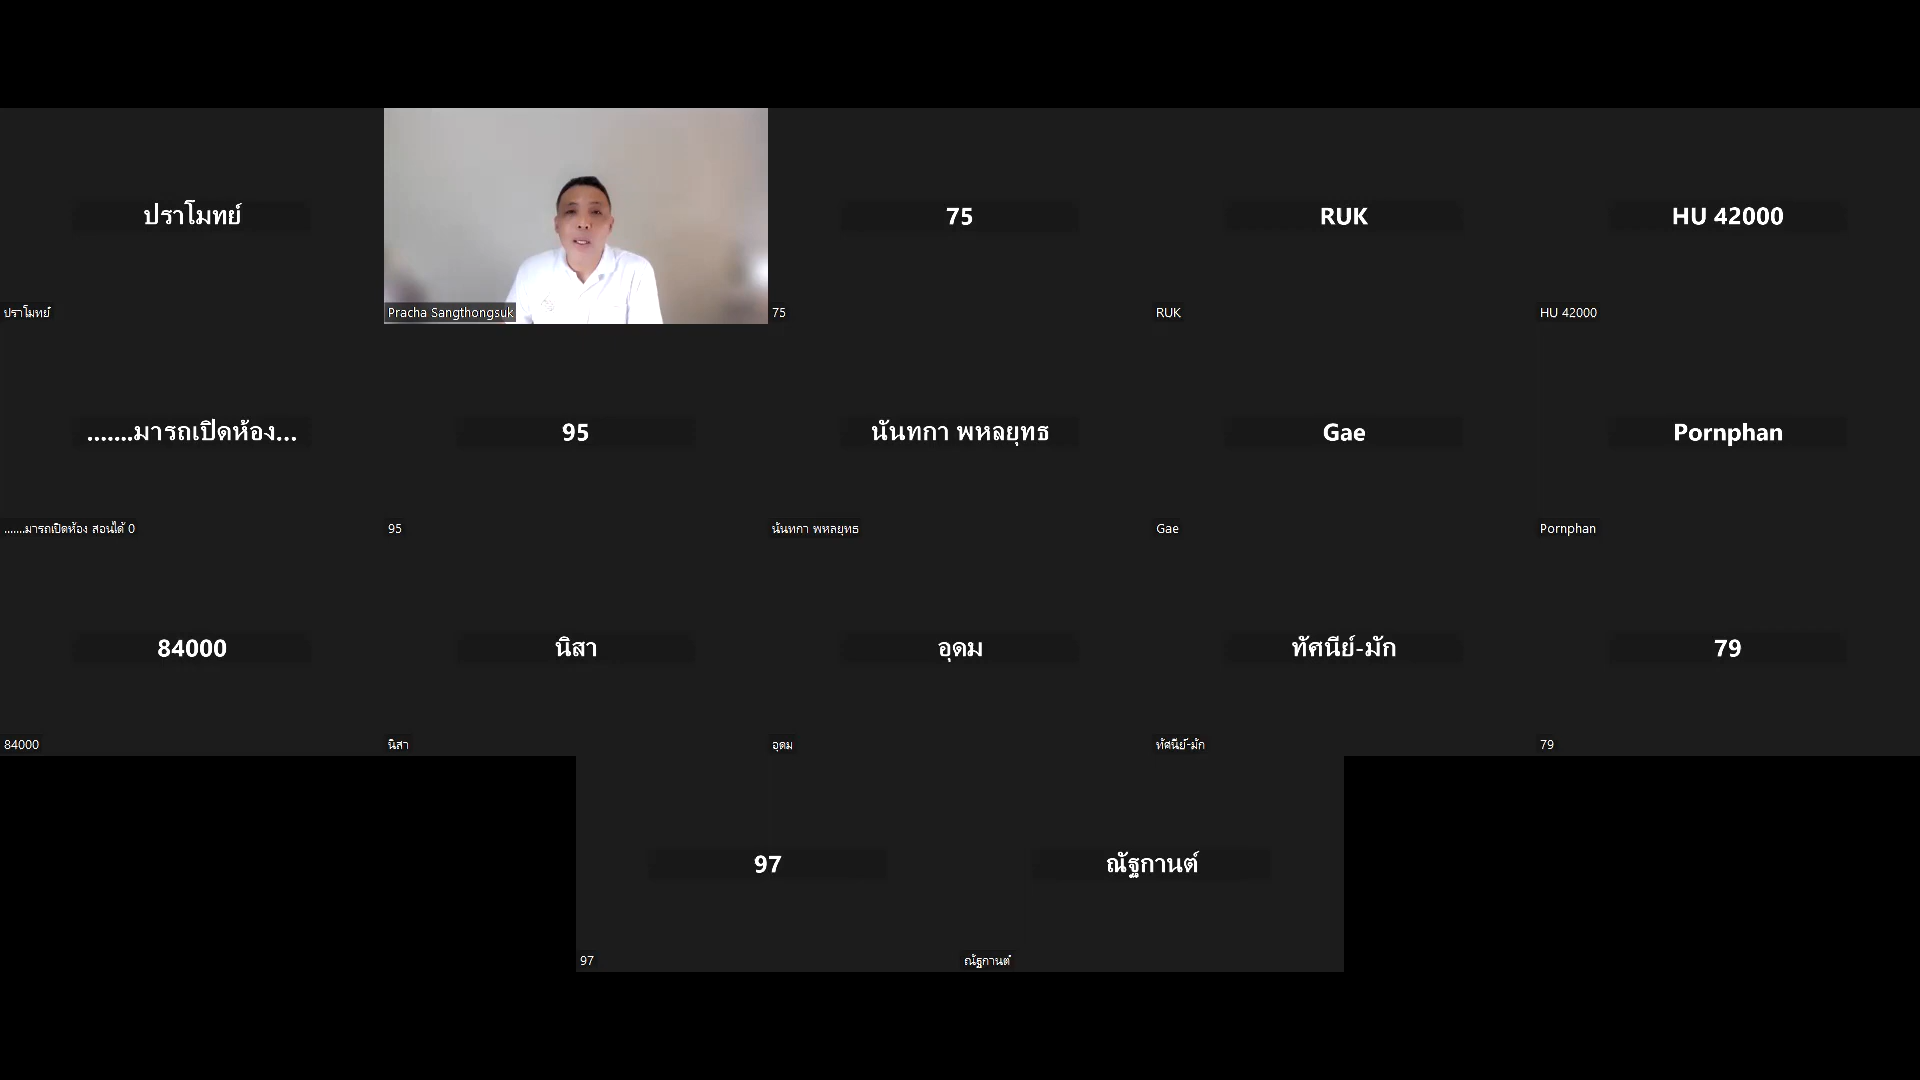 ปราโมทย์
75
RUK
HU 42000
ปราโมทย์
Pracha Sangthongsuk
75
RUK
HU 42000
.......มารถเปิดห้อง...
95
นันทกา พหลยุทธ
Gae
Pornphan
.......มารถเปิดห้อง สอนได้ 0
95
นันทกา พหลยุทธ
Gae
Pornphan
84000
นิสา
อุดม
ทัศนีย์-มัก
79
84000
นิสา
อุดม
ทัศนีย์-มัก
79
97
ณัฐกานต์
97
ณัฐกานต์